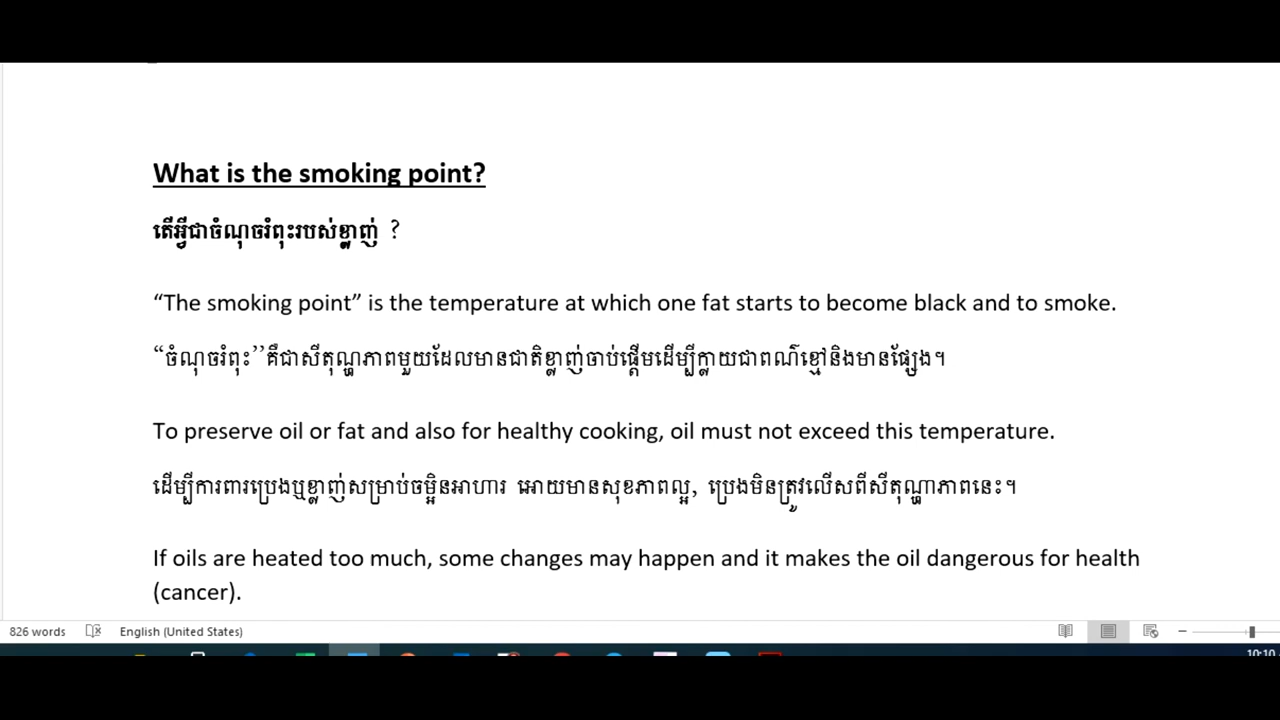 What is the smoking point?
តើអ្វីជាចំណុចរំពុះរបស់ខ្លាញ់ ?
“The smoking point” is the temperature at which one fat starts to become black and to smoke.
“ចំណុចរំពុះ’’គឺជាសីតុណ្ហភាពមួយដែលមានជាតិខ្លាញ់ចាប់ផ្តើមដើម្បីក្លាយជាពណ៌ខ្មៅនិងមានផ្សែង។
To preserve oil or fat and also for healthy cooking, oil must not exceed this temperature.
ដើម្បីការពារប្រេងឬខ្លាញ់សម្រាប់ចម្អិនអាហារ អោយមានសុខភាពល្អ, ប្រេងមិនត្រូវលើសពីសីតុណ្ហាភាពនេះ។
If oils are heated too much, some changes may happen and it makes the oil dangerous for health
(cancer).
826 words English (United States)
10:10